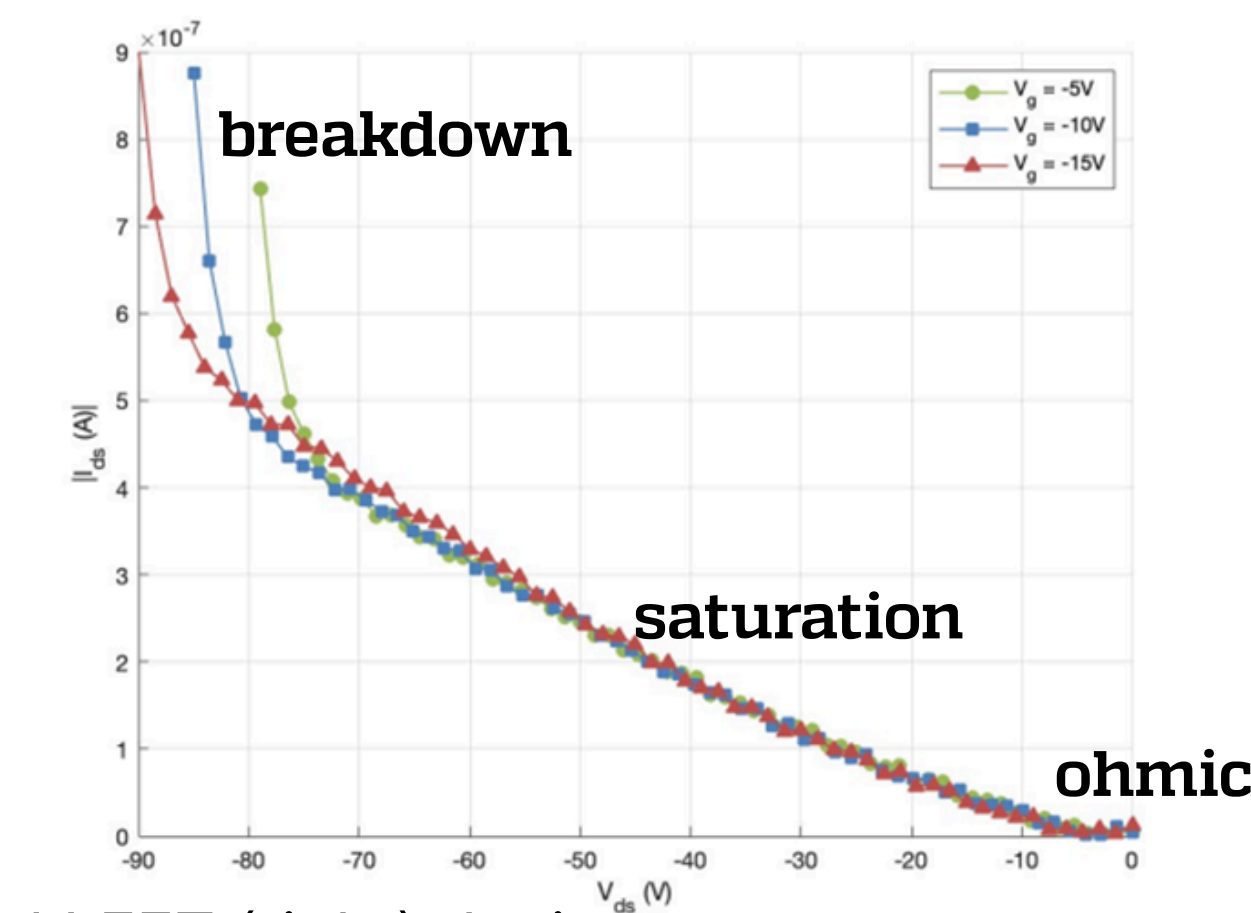 ×10⁻⁷
9
8
7
6
5
4
3
2
1
0
|I_ds (A)|
breakdown
V_g = -5V
V_g = -10V
V_g = -15V
saturation
ohmic
-90 -80 -70 -60 -50 -40 -30 -20 -10 0
V_ds (V)